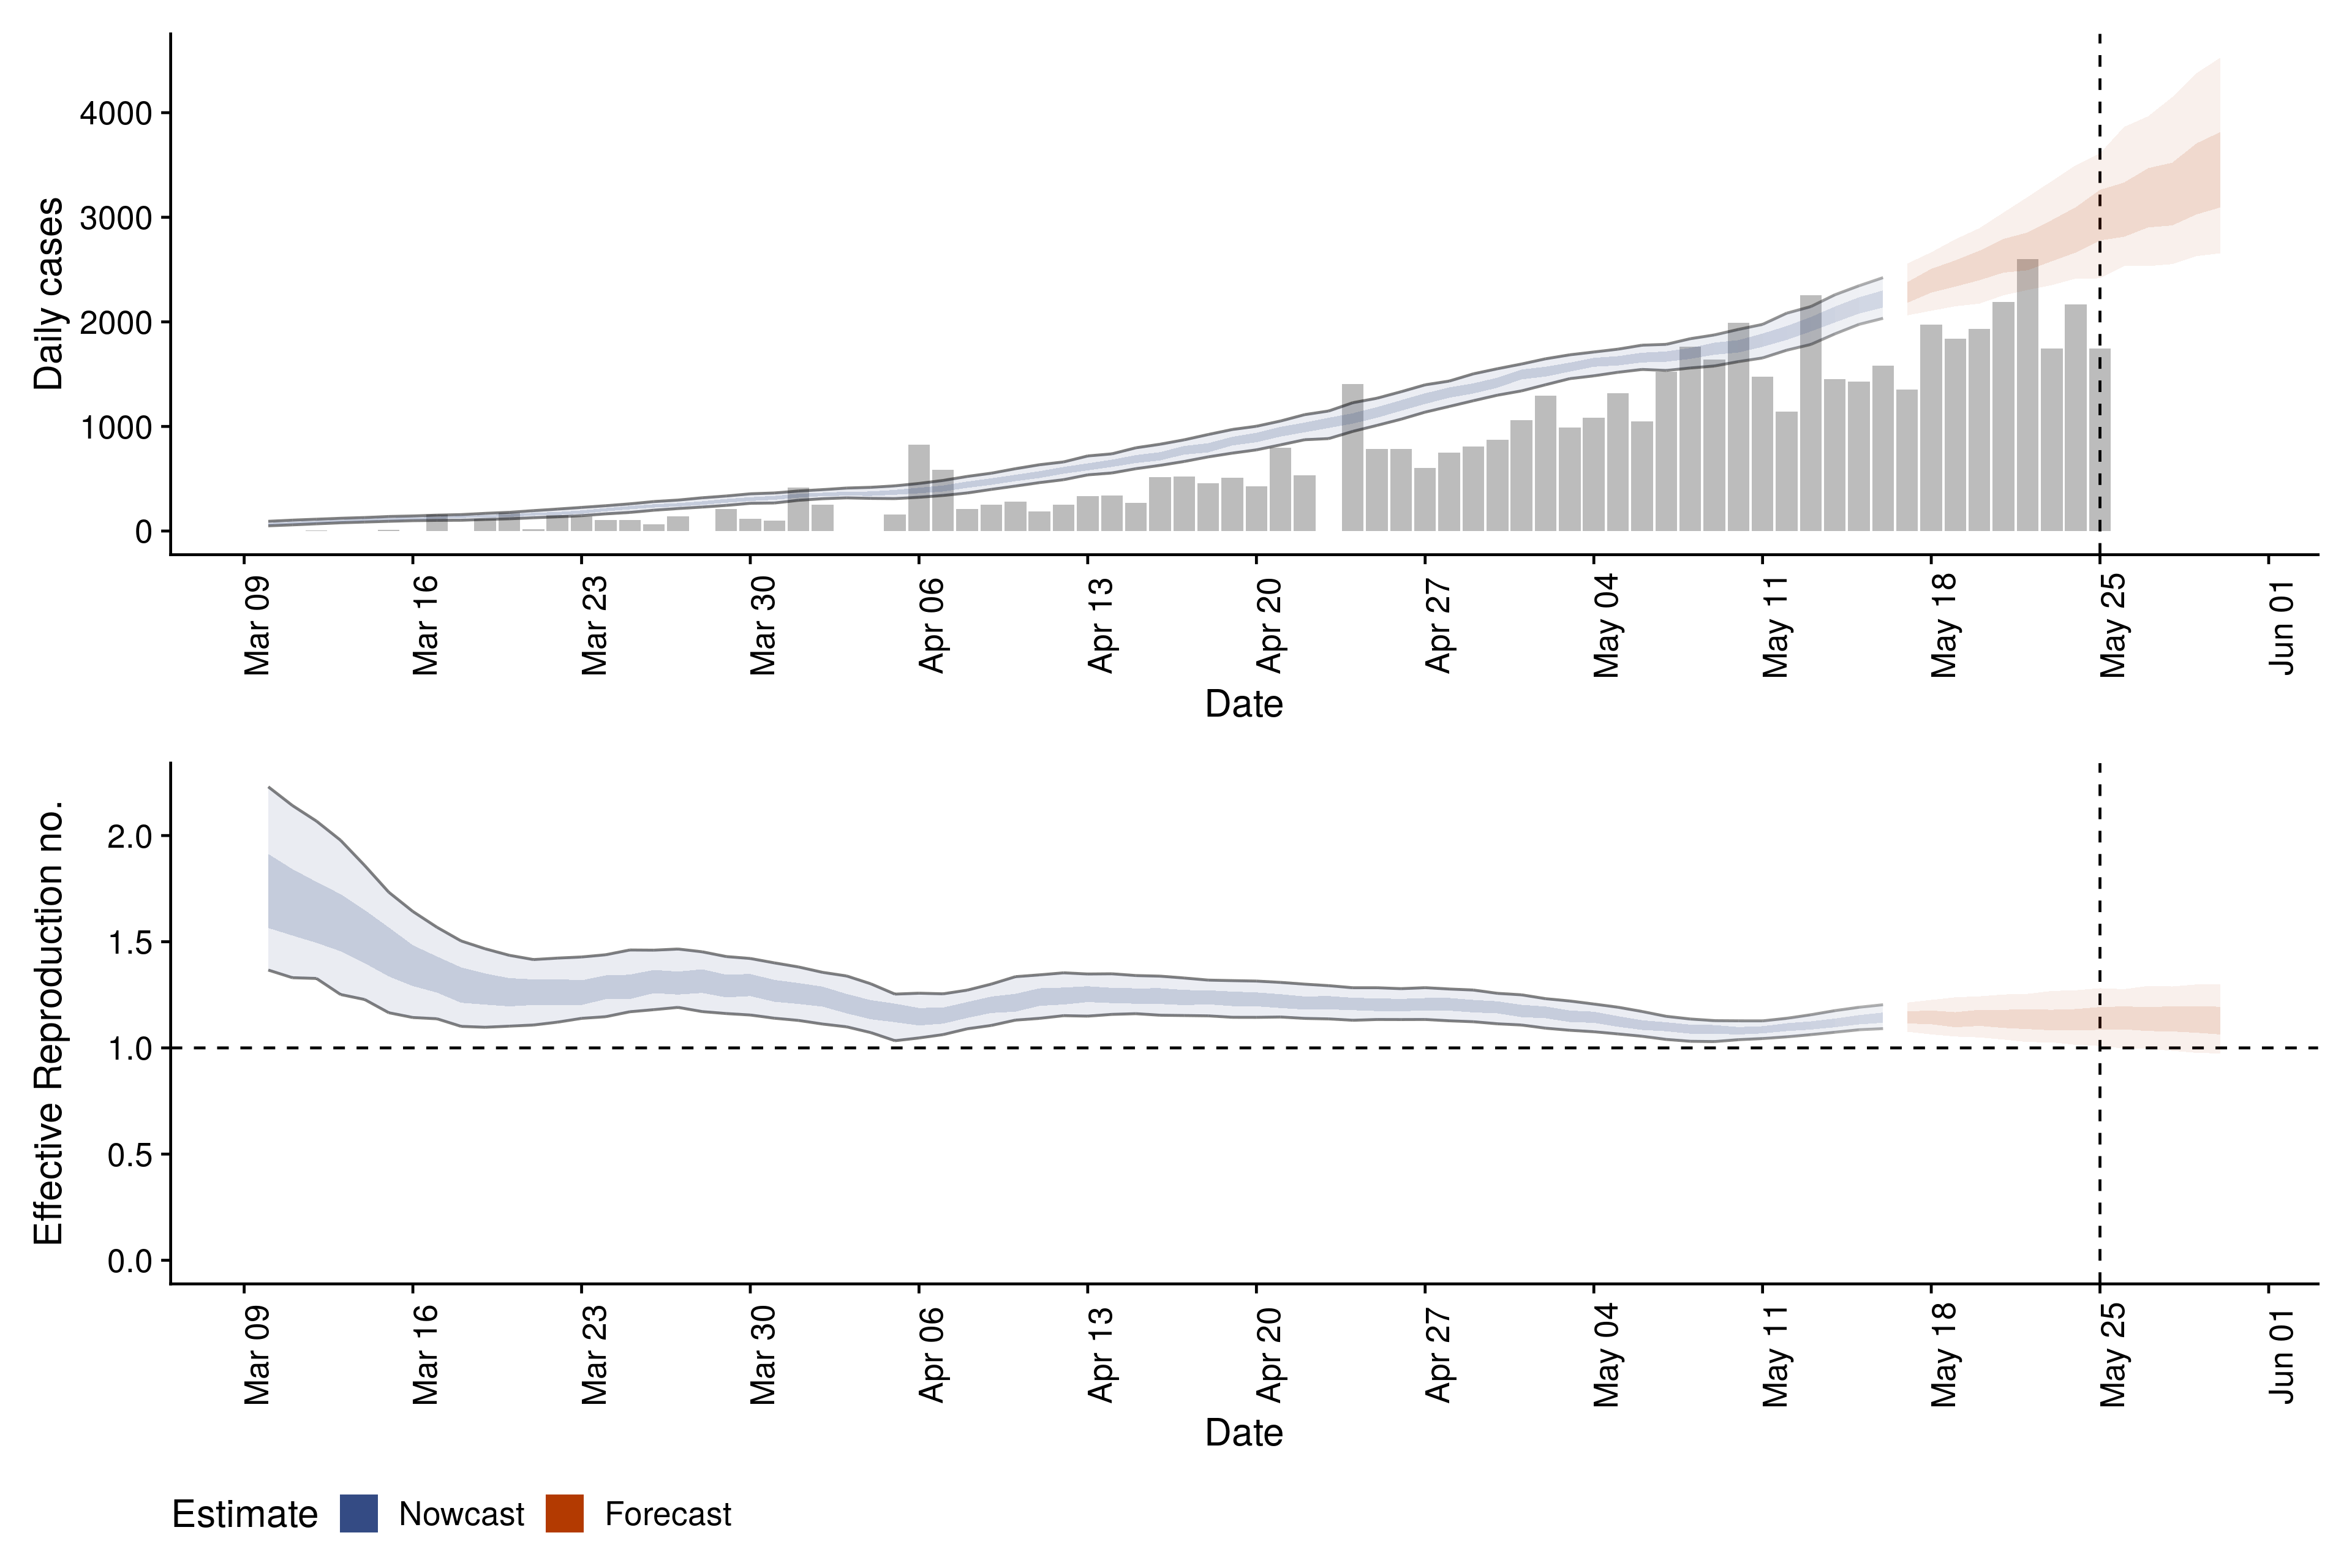 Daily cases
4000
3000
2000
1000
0
Mar 09 Mar 16 Mar 23 Mar 30 Apr 06 Apr 13 Apr 20 Apr 27 May 04 May 11 May 18 May 25 Jun 01
Date
Effective Reproduction no.
2.0
1.5
1.0
0.5
0.0
Mar 09 Mar 16 Mar 23 Mar 30 Apr 06 Apr 13 Apr 20 Apr 27 May 04 May 11 May 18 May 25 Jun 01
Date
Estimate Nowcast Forecast